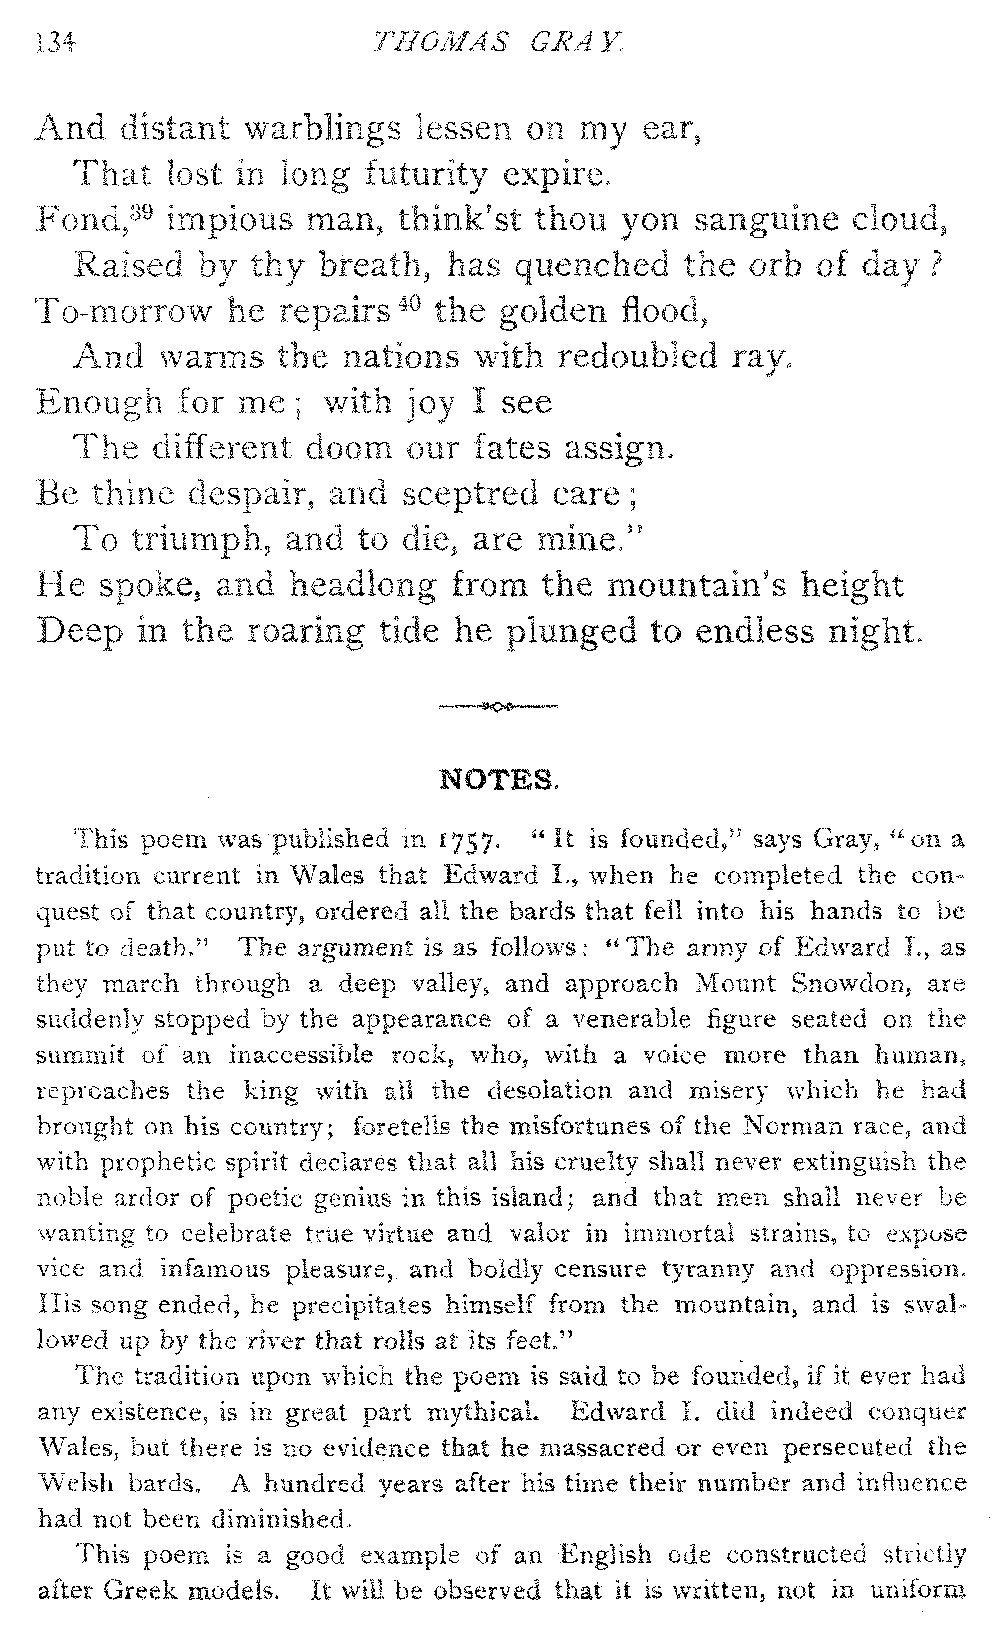 134 THOMAS GRAY.
And distant warblings lessen on my ear,
That lost in long futurity expire.
Fond,39 impious man, think'st thou yon sanguine cloud,
Raised by thy breath, has quenched the orb of day?
To-morrow he repairs 40 the golden flood,
And warms the nations with redoubled ray.
Enough for me; with joy I see
The different doom our fates assign.
Be thine despair, and sceptred care;
To triumph, and to die, are mine."
He spoke, and headlong from the mountain's height
Deep in the roaring tide he plunged to endless night.
NOTES.
This poem was published in 1757. "It is founded," says Gray, "on a
tradition current in Wales that Edward I., when he completed the con-
quest of that country, ordered all the bards that fell into his hands to be
put to death." The argument is as follows: "The army of Edward I., as
they march through a deep valley, and approach Mount Snowdon, are
suddenly stopped by the appearance of a venerable figure seated on the
summit of an inaccessible rock, who, with a voice more than human,
reproaches the king with all the desolation and misery which he had
brought on his country; foretells the misfortunes of the Norman race, and
with prophetic spirit declares that all his cruelty shall never extinguish the
noble ardor of poetic genius in this island; and that men shall never be
wanting to celebrate true virtue and valor in immortal strains, to expose
vice and infamous pleasure, and boldly censure tyranny and oppression.
His song ended, he precipitates himself from the mountain, and is swal-
lowed up by the river that rolls at its feet."
The tradition upon which the poem is said to be founded, if it ever had
any existence, is in great part mythical. Edward I. did indeed conquer
Wales, but there is no evidence that he massacred or even persecuted the
Welsh bards. A hundred years after his time their number and influence
had not been diminished.
This poem is a good example of an English ode constructed strictly
after Greek models. It will be observed that it is written, not in uniform